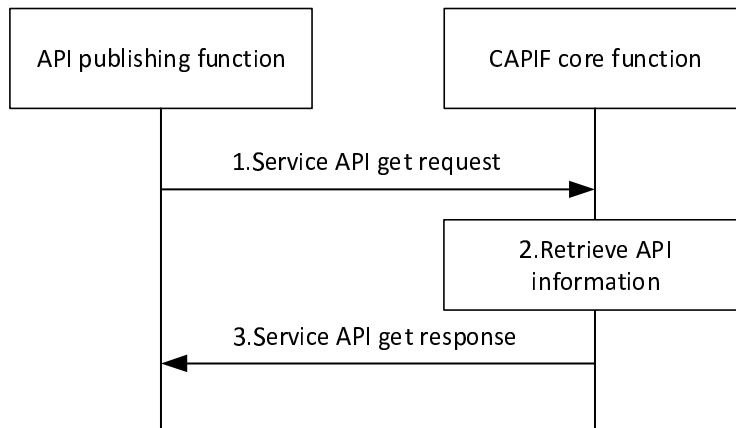 API publishing function
CAPIF core function
1.Service API get request
2.Retrieve API
information
3.Service API get response